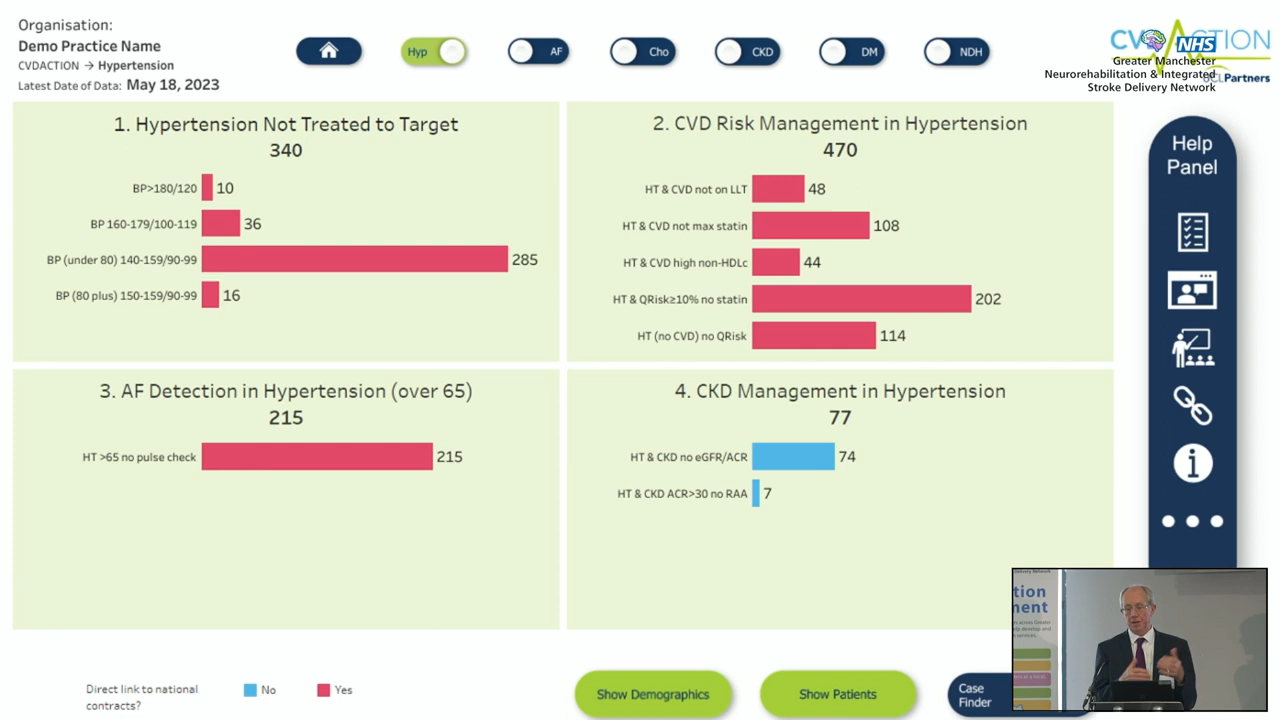 Organisation:
Demo Practice Name
CVDACTION → Hypertension
Latest Date of Data: May 18, 2023
Hyp
AF
Cho
CKD
DM
NDH
CVDACTION
NHS
Greater Manchester
Neurorehabilitation & Integrated
Stroke Delivery Network
UCLPartners
1. Hypertension Not Treated to Target
340
BP>180/120 10
BP 160-179/100-119 36
BP (under 80) 140-159/90-99 285
BP (80 plus) 150-159/90-99 16
2. CVD Risk Management in Hypertension
470
HT & CVD not on LLT 48
HT & CVD not max statin 108
HT & CVD high non-HDLc 44
HT & QRisk≥10% no statin 202
HT (no CVD) no QRisk 114
3. AF Detection in Hypertension (over 65)
215
HT >65 no pulse check 215
4. CKD Management in Hypertension
77
HT & CKD no eGFR/ACR 74
HT & CKD ACR>30 no RAA 7
Help
Panel
Direct link to national
contracts?
No
Yes
Show Demographics
Show Patients
Case
Finder
Delivery Network
tion
ment